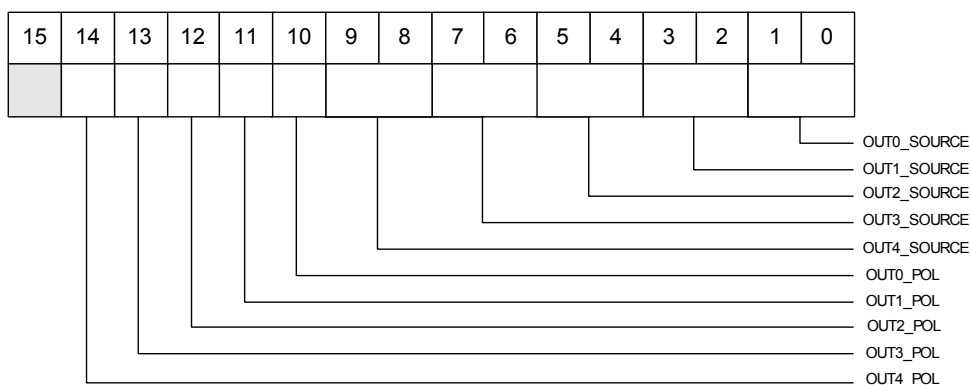 15 14 13 12 11 10 9 8 7 6 5 4 3 2 1 0
OUT0_SOURCE
OUT1_SOURCE
OUT2_SOURCE
OUT3_SOURCE
OUT4_SOURCE
OUT0_POL
OUT1_POL
OUT2_POL
OUT3_POL
OUT4_POL